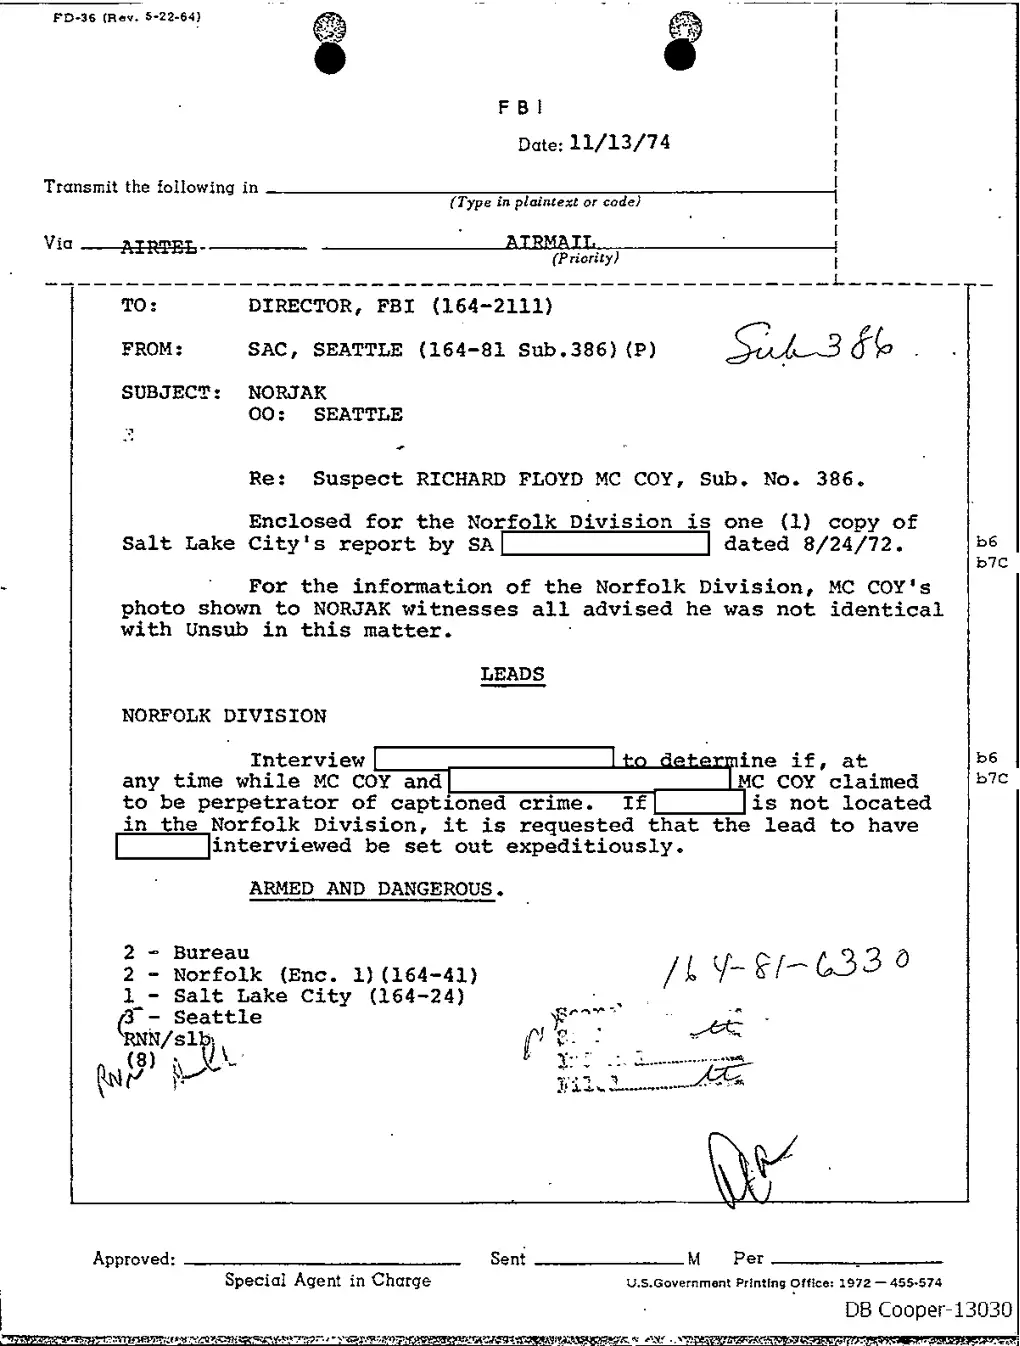 FD-36 (Rev. 5-22-64)
F B I
Date: 11/13/74
Transmit the following in
(Type in plaintext or code)
Via AIRTEL AIRMAIL
(Priority)
TO: DIRECTOR, FBI (164-2111)
FROM: SAC, SEATTLE (164-81 Sub.386)(P)
Sub 386
SUBJECT: NORJAK
OO: SEATTLE
Re: Suspect RICHARD FLOYD MC COY, Sub. No. 386.
Enclosed for the Norfolk Division is one (1) copy of
Salt Lake City's report by SA dated 8/24/72.
b6
b7C
For the information of the Norfolk Division, MC COY's
photo shown to NORJAK witnesses all advised he was not identical
with Unsub in this matter.
LEADS
NORFOLK DIVISION
Interview to determine if, at
any time while MC COY and MC COY claimed
to be perpetrator of captioned crime. If is not located
in the Norfolk Division, it is requested that the lead to have
interviewed be set out expeditiously.
b6
b7C
ARMED AND DANGEROUS.
2 - Bureau
2 - Norfolk (Enc. 1)(164-41)
1 - Salt Lake City (164-24)
3 - Seattle
RNN/slb
(8)
RNN
164-81-6330
Approved: Sent M Per
Special Agent in Charge
U.S.Government Printing Office: 1972 — 455-574
DB Cooper-13030